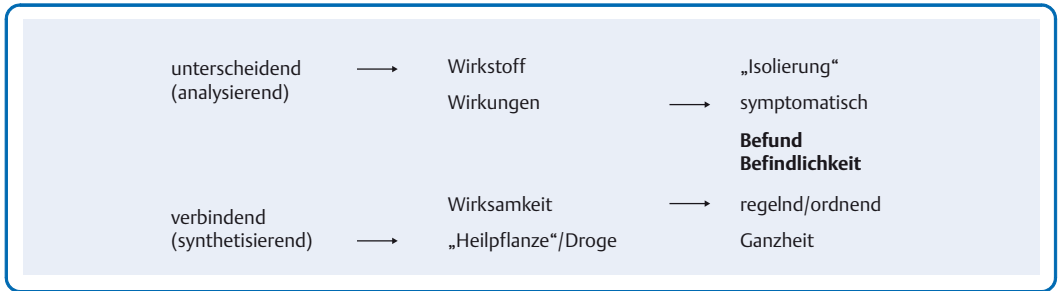 unterscheidend → Wirkstoff „Isolierung“
(analysierend)
Wirkungen → symptomatisch
Befund
Befindlichkeit
Wirksamkeit → regelnd/ordnend
verbindend
(synthetisierend) → „Heilpflanze“/Droge Ganzheit